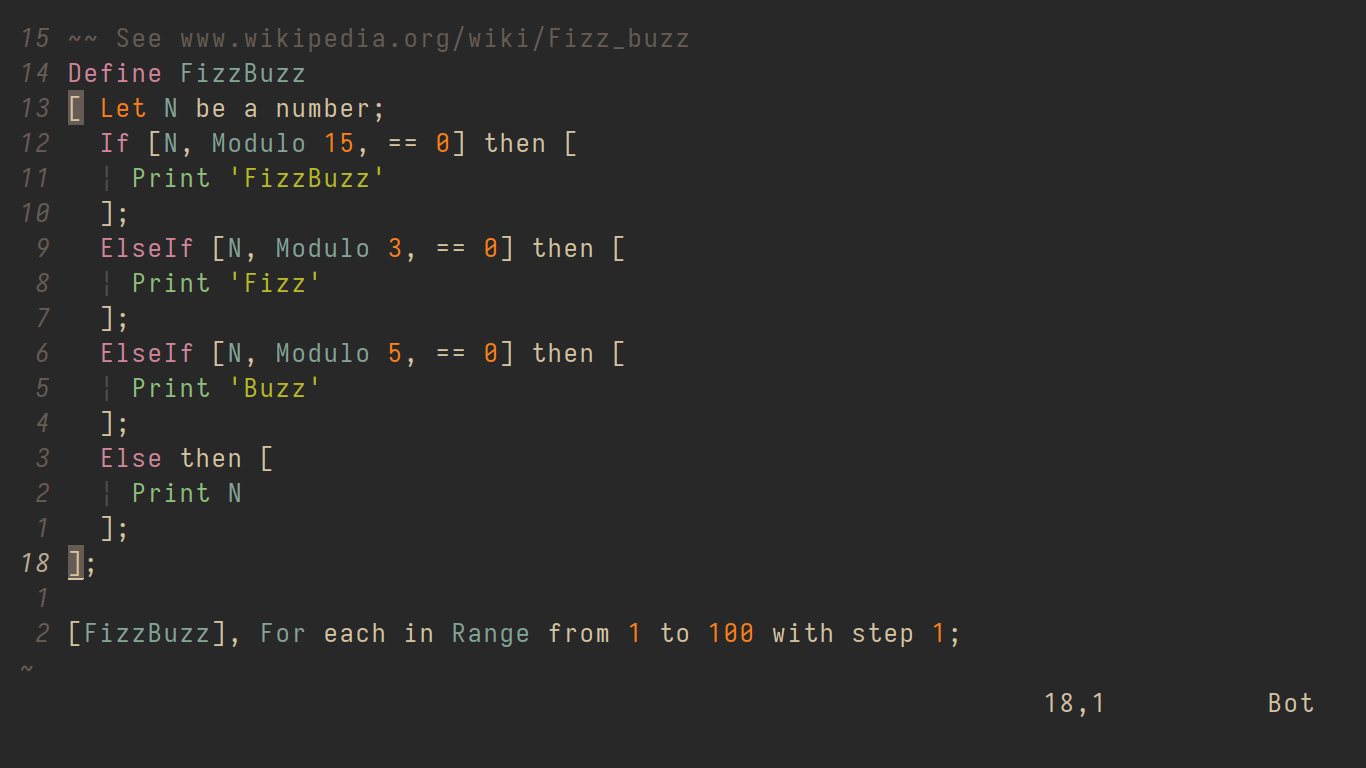 15 ~~ See www.wikipedia.org/wiki/Fizz_buzz
14 Define FizzBuzz
13 [ Let N be a number;
12   If [N, Modulo 15, == 0] then [
11   ¦ Print 'FizzBuzz'
10   ];
 9   ElseIf [N, Modulo 3, == 0] then [
 8   ¦ Print 'Fizz'
 7   ];
 6   ElseIf [N, Modulo 5, == 0] then [
 5   ¦ Print 'Buzz'
 4   ];
 3   Else then [
 2   ¦ Print N
 1   ];
18 ];
 1
 2 [FizzBuzz], For each in Range from 1 to 100 with step 1;
~
18,1 Bot